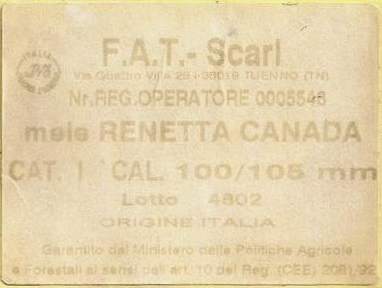 ITALIA
F.A.T.- Scarl
Via Quattro Ville 25 I-38019 TUENNO (TN)
Nr.REG.OPERATORE 0005546
mele RENETTA CANADA
CAT. I^ CAL. 100/105 mm
Lotto 4802
ORIGINE ITALIA
Garantito dal Ministero delle Politiche Agricole
e Forestali ai sensi dell art. 10 del Reg. (CEE) 2081/92